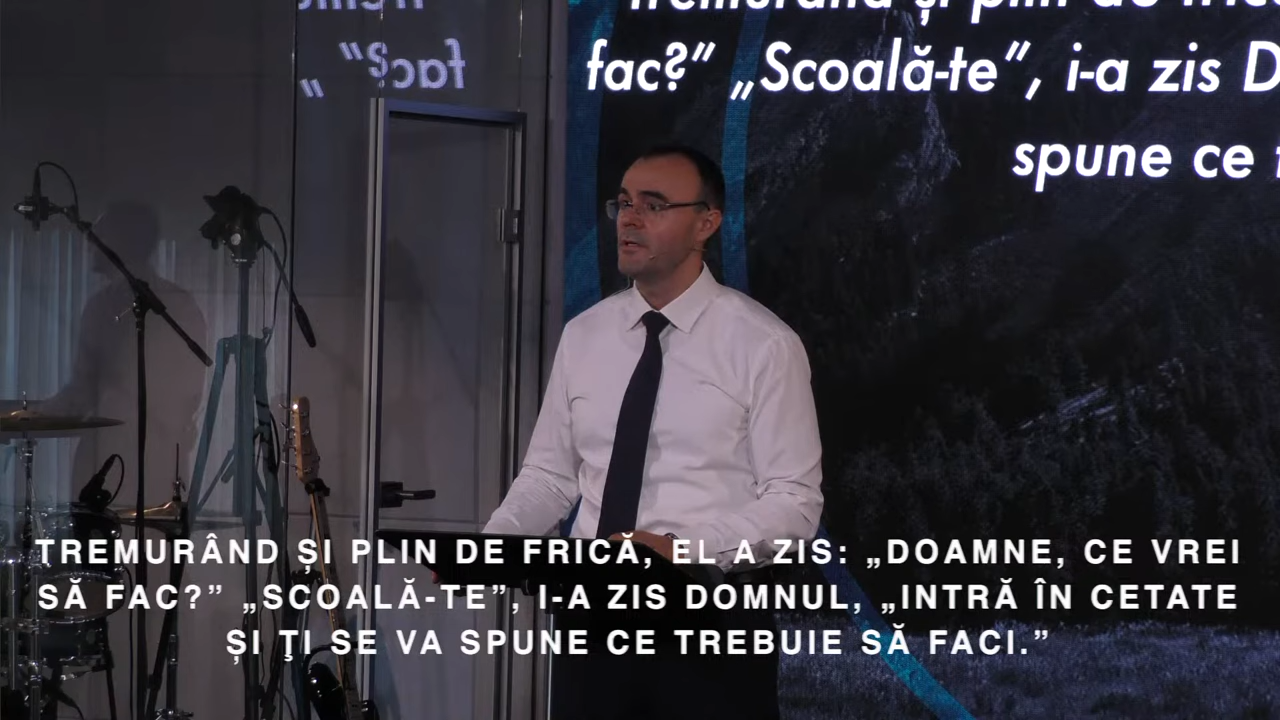 fac?” „Scoală-te”, i-a zis
spune ce
TREMURÂND ȘI PLIN DE FRICĂ, EL A ZIS: „DOAMNE, CE VREI
SĂ FAC?” „SCOALĂ-TE”, I-A ZIS DOMNUL, „INTRĂ ÎN CETATE
ȘI ŢI SE VA SPUNE CE TREBUIE SĂ FACI.”